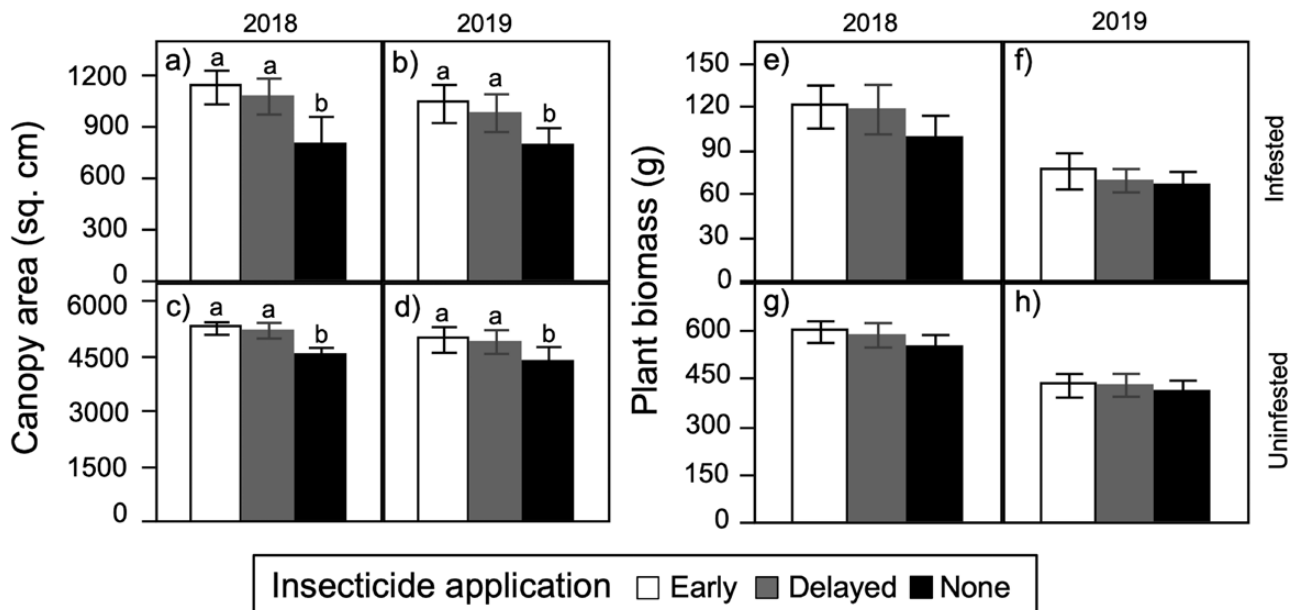 2018
2019
2018
2019
Canopy area (sq. cm)
a)
a
a
b
b)
a
a
b
1200
900
600
300
0
c)
a
a
b
d)
a
a
b
6000
4500
3000
1500
0
Plant biomass (g)
e)
f)
150
120
90
60
30
0
Infested
g)
h)
600
450
300
150
0
Uninfested
Insecticide application Early Delayed None